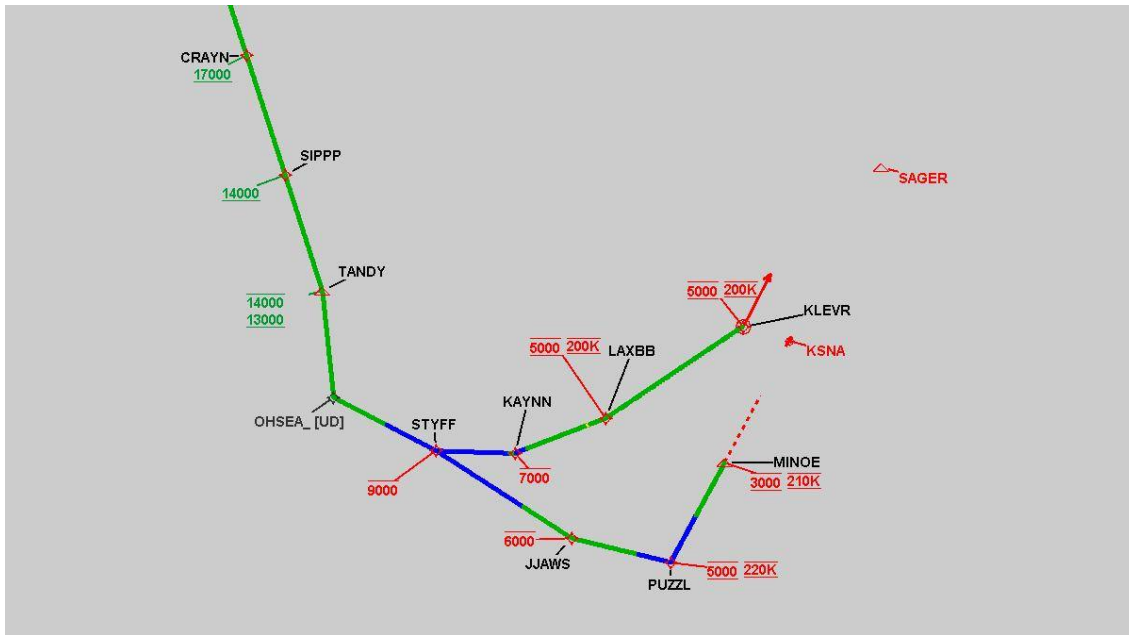 CRAYN
17000
SIPPP
14000
SAGER
TANDY
14000
13000
5000 200K
KLEVR
KSNA
5000 200K
LAXBB
KAYNN
OHSEA_ [UD]
STYFF
7000
9000
MINOE
3000 210K
6000
JJAWS
5000 220K
PUZZL